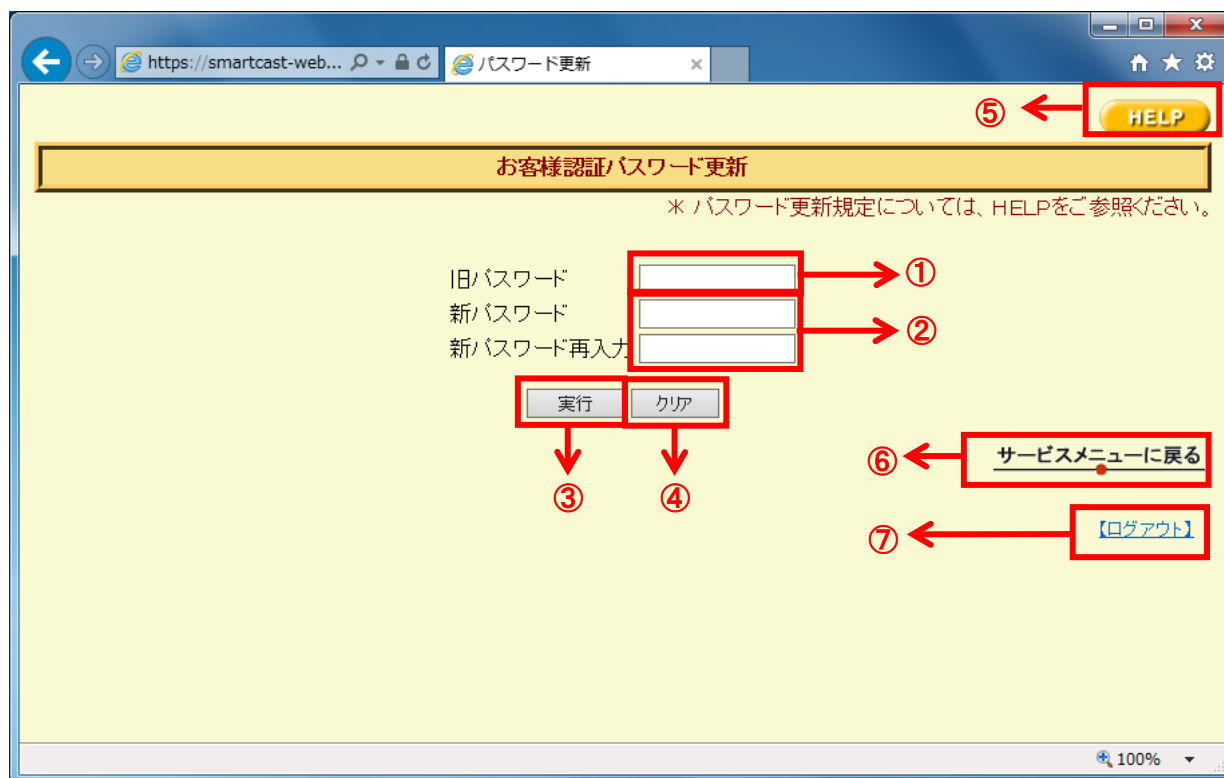 https://smartcast-web...
パスワード更新
⑤
HELP
お客様認証パスワード更新
＊ パスワード更新規定については、HELPをご参照ください。
旧パスワード
①
新パスワード
②
新パスワード再入力
実行
クリア
③
④
⑥
サービスメニューに戻る
⑦
【ログアウト】
100%